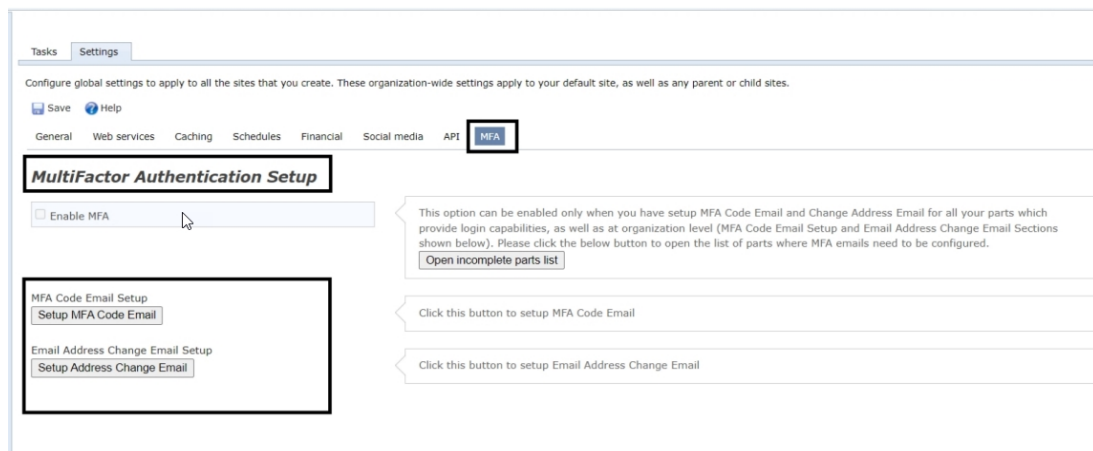 Tasks Settings
Configure global settings to apply to all the sites that you create. These organization-wide settings apply to your default site, as well as any parent or child sites.
Save Help
General Web services Caching Schedules Financial Social media API MFA
MultiFactor Authentication Setup
Enable MFA
This option can be enabled only when you have setup MFA Code Email and Change Address Email for all your parts which
provide login capabilities, as well as at organization level (MFA Code Email Setup and Email Address Change Email Sections
shown below). Please click the below button to open the list of parts where MFA emails need to be configured.
Open incomplete parts list
MFA Code Email Setup
Setup MFA Code Email
Click this button to setup MFA Code Email
Email Address Change Email Setup
Setup Address Change Email
Click this button to setup Email Address Change Email